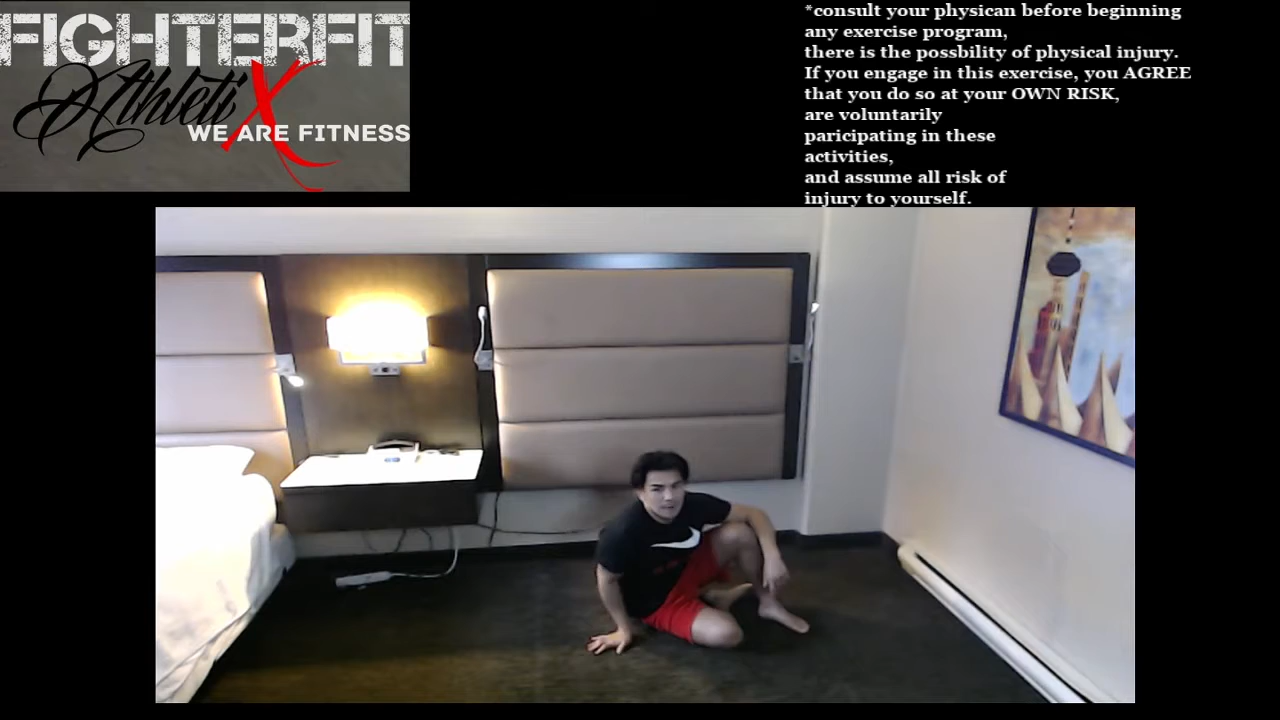 FIGHTERFIT
AthletiX
WE ARE FITNESS
*consult your physican before beginning
any exercise program,
there is the possbility of physical injury.
If you engage in this exercise, you AGREE
that you do so at your OWN RISK,
are voluntarily
paricipating in these
activities,
and assume all risk of
injury to yourself.